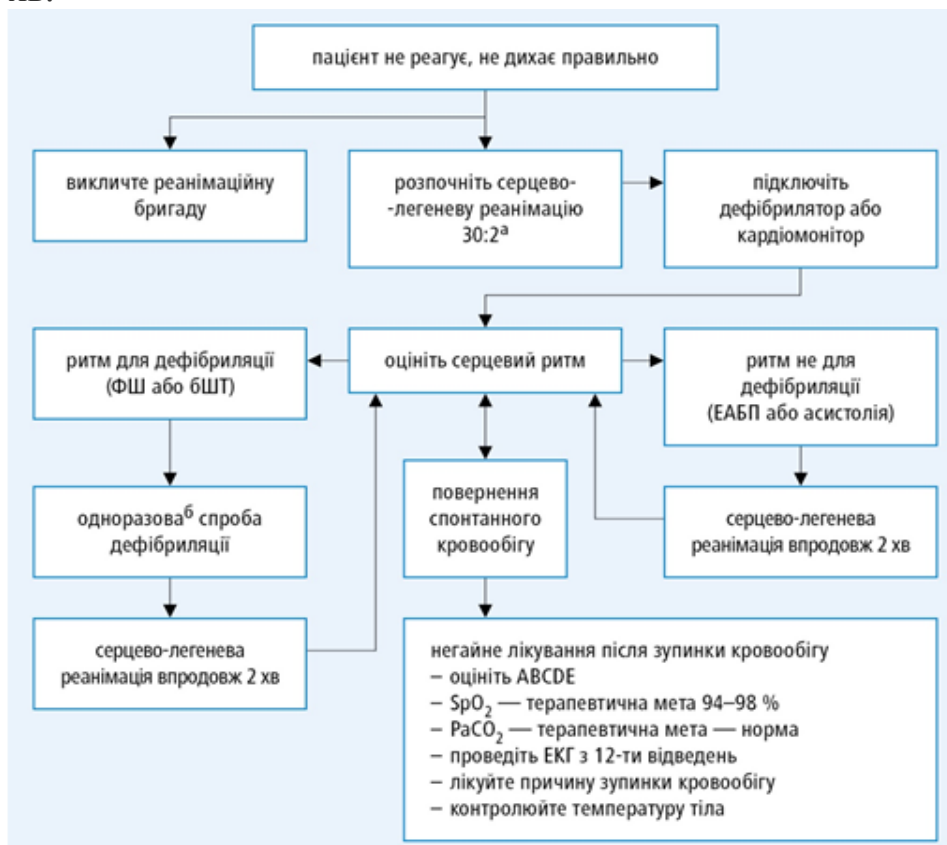 пацієнт не реагує, не дихає правильно
викличте реанімаційну
бригаду
розпочніть серцево-
-легеневу реанімацію
30:2ᵃ
підключіть
дефібрилятор або
кардіомонітор
ритм для дефібриляції
(ФШ або бШТ)
оцініть серцевий ритм
ритм не для
дефібриляції
(ЕАБП або асистолія)
одноразоваᵇ спроба
дефібриляції
повернення
спонтанного
кровообігу
серцево-легенева
реанімація впродовж 2 хв
серцево-легенева
реанімація впродовж 2 хв
негайне лікування після зупинки кровообігу
– оцініть ABCDE
– SpO₂ — терапевтична мета 94–98 %
– PaCO₂ — терапевтична мета — норма
– проведіть ЕКГ з 12-ти відведень
– лікуйте причину зупинки кровообігу
– контролюйте температуру тіла